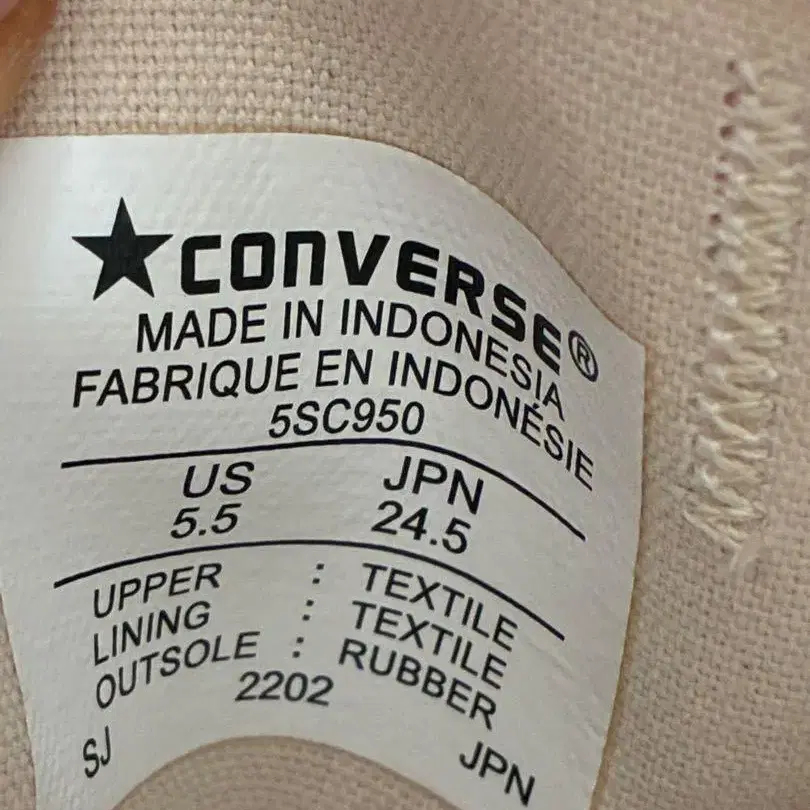 ★CONVERSE®
MADE IN INDONESIA
FABRIQUE EN INDONÉSIE
5SC950
US JPN
5.5 24.5
UPPER : TEXTILE
LINING : TEXTILE
OUTSOLE : RUBBER
2202
SJ JPN